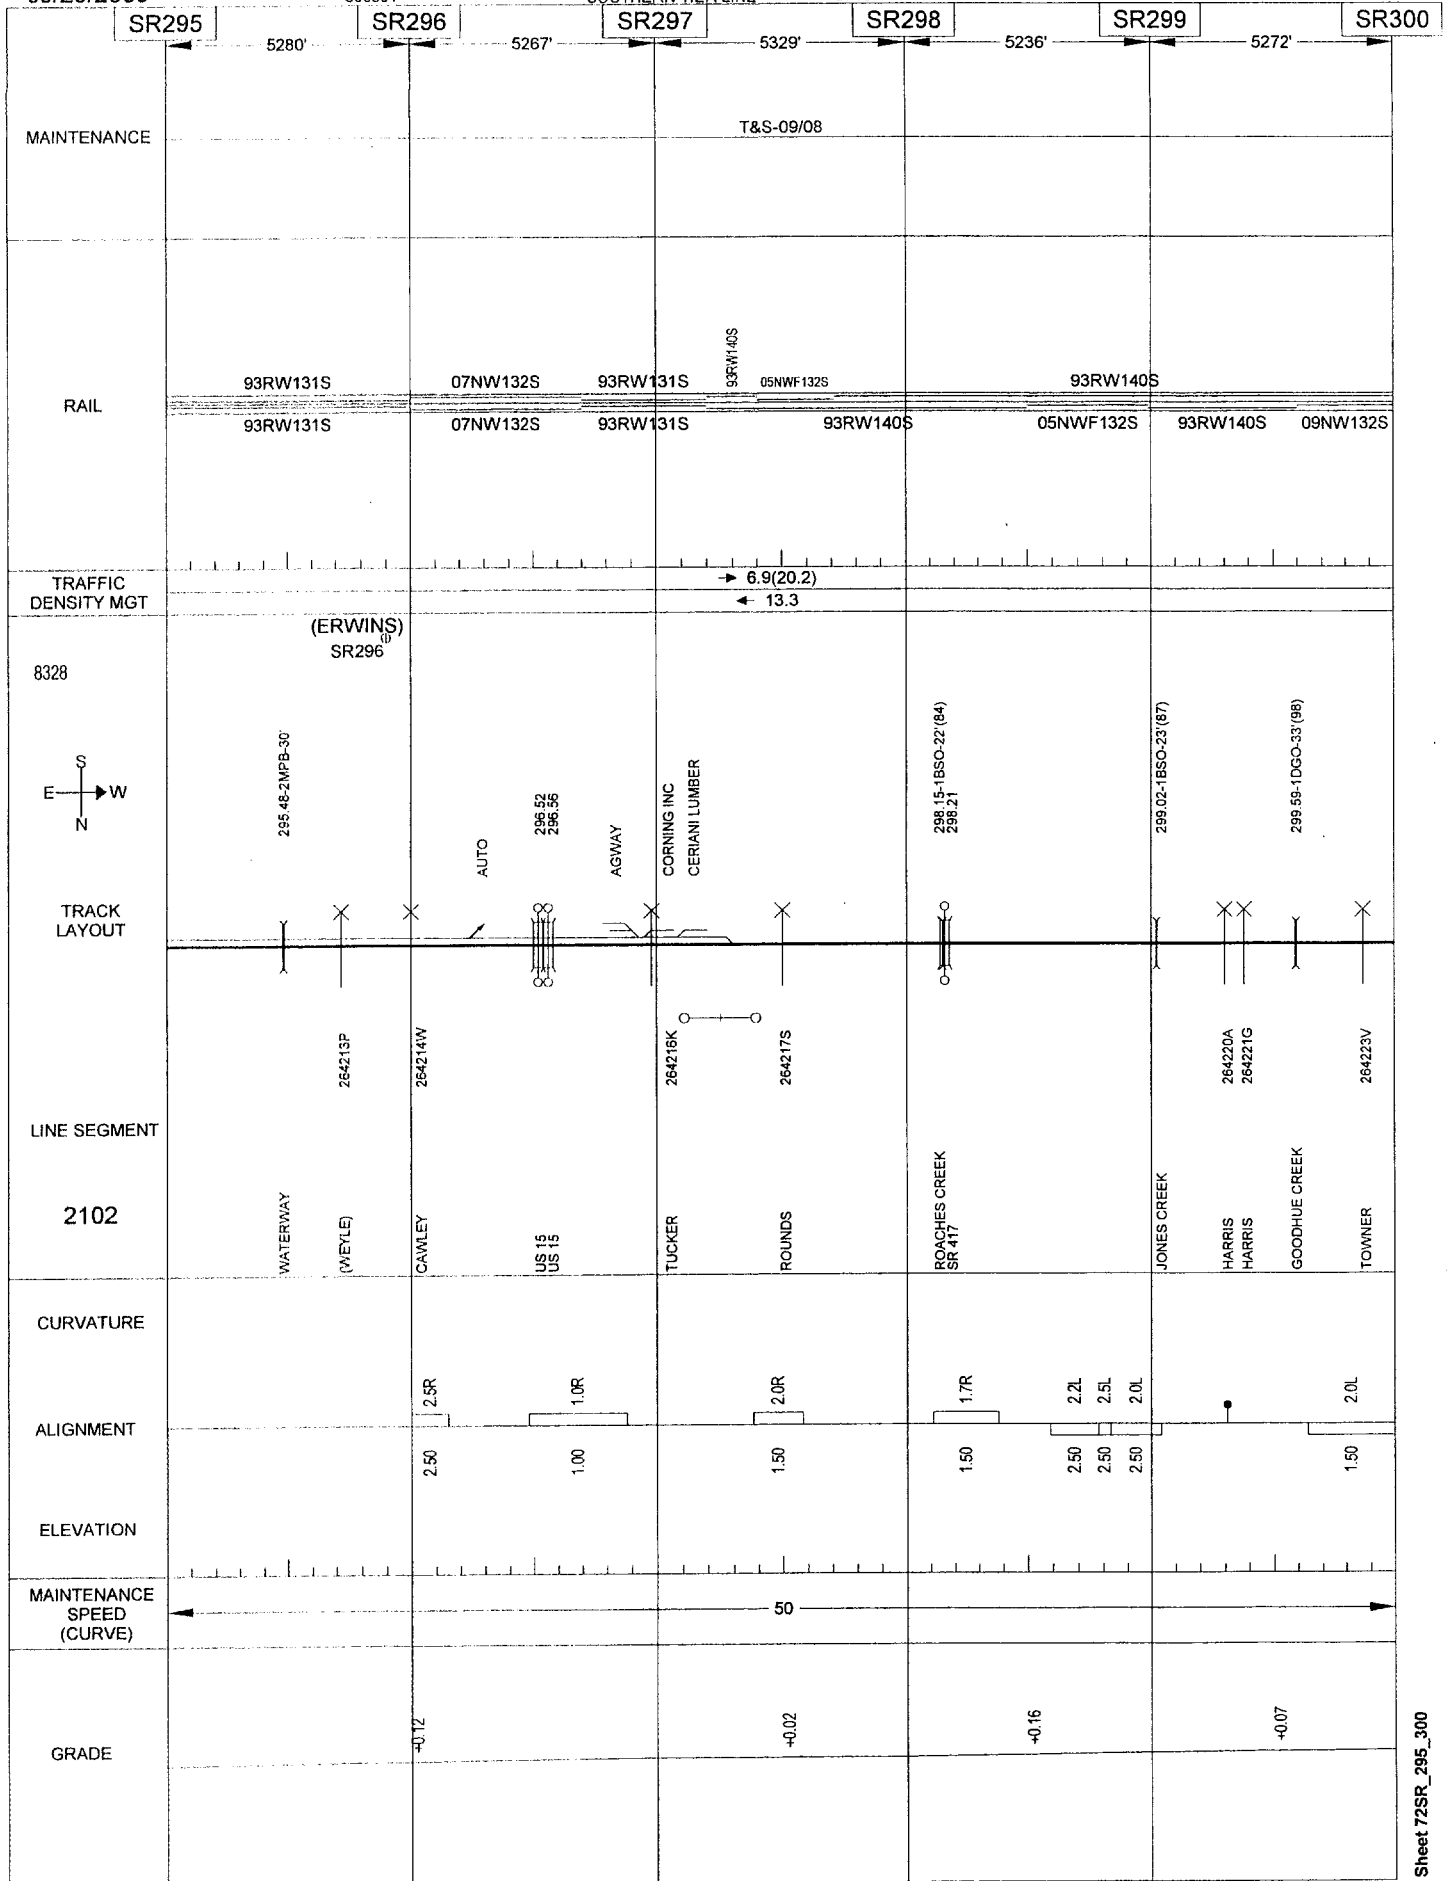 SR295 SR296 SR297 SR298 SR299 SR300
5280' 5267' 5329' 5236' 5272'
MAINTENANCE
T&S-09/08
RAIL
93RW140S
93RW131S 07NW132S 93RW131S 05NWF132S 93RW140S
93RW131S 07NW132S 93RW131S 93RW140S 05NWF132S 93RW140S 09NW132S
TRAFFIC
DENSITY MGT
6.9(20.2)
13.3
(ERWINS)
SR296
8328
S
E W
N
295.48-2MPB-30'
AUTO
296.52
296.56
AGWAY
CORNING INC
CERIANI LUMBER
298.15-1BSO-22'(84)
298.21
299.02-1BSO-23'(87)
299.59-1DGO-33'(98)
TRACK
LAYOUT
264213P
264214W
264216K
264217S
264220A
264221G
264223V
LINE SEGMENT
2102
WATERWAY
(WEYLE)
CAWLEY
US 15
US 15
TUCKER
ROUNDS
ROACHES CREEK
SR 417
JONES CREEK
HARRIS
HARRIS
GOODHUE CREEK
TOWNER
CURVATURE
2.5R 1.0R 2.0R 1.7R 2.2L 2.5L 2.0L 2.0L
ALIGNMENT
2.50 1.00 1.50 1.50 2.50 2.50 2.50 1.50
ELEVATION
MAINTENANCE
SPEED
(CURVE)
50
GRADE
+0.12 +0.02 +0.16 +0.07
Sheet 72SR_295_300